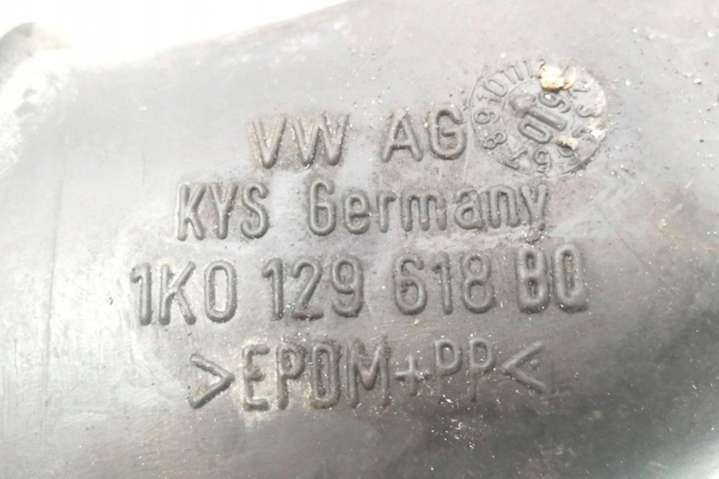 VW AG
KYS Germany
1K0 129 618 BQ
>EPDM+PP<